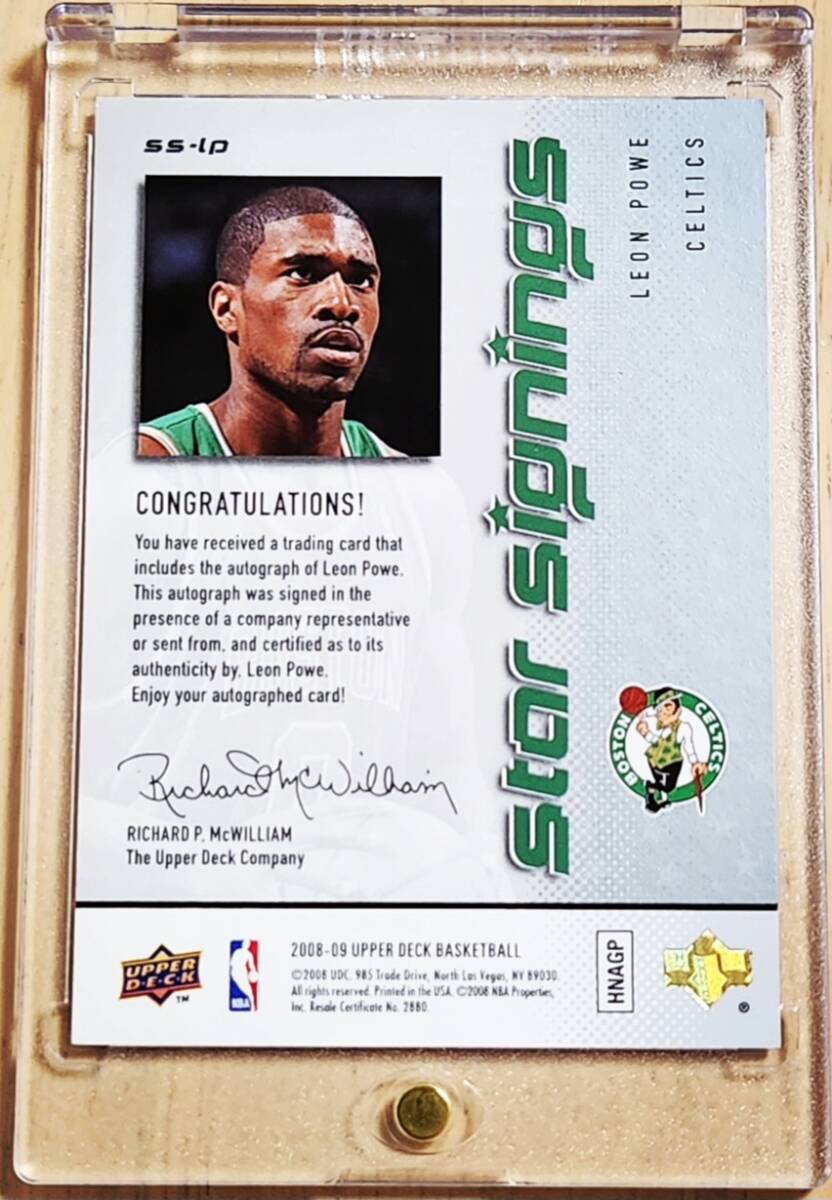 ss-lp
LEON POWE
CELTICS
star signings
CONGRATULATIONS!
You have received a trading card that
includes the autograph of Leon Powe.
This autograph was signed in the
presence of a company representative
or sent from, and certified as to its
authenticity by, Leon Powe.
Enjoy your autographed card!
Richard P. McWilliam
RICHARD P. McWILLIAM
The Upper Deck Company
BOSTON CELTICS
UPPER
D·E·C·K
TM
NBA
2008-09 UPPER DECK BASKETBALL
©2008 UDC, 985 Trade Drive, North Las Vegas, NV 89030.
All rights reserved. Printed in the USA. ©2008 NBA Properties,
Inc. Resale Certificate No. 2880.
HNAGP
®